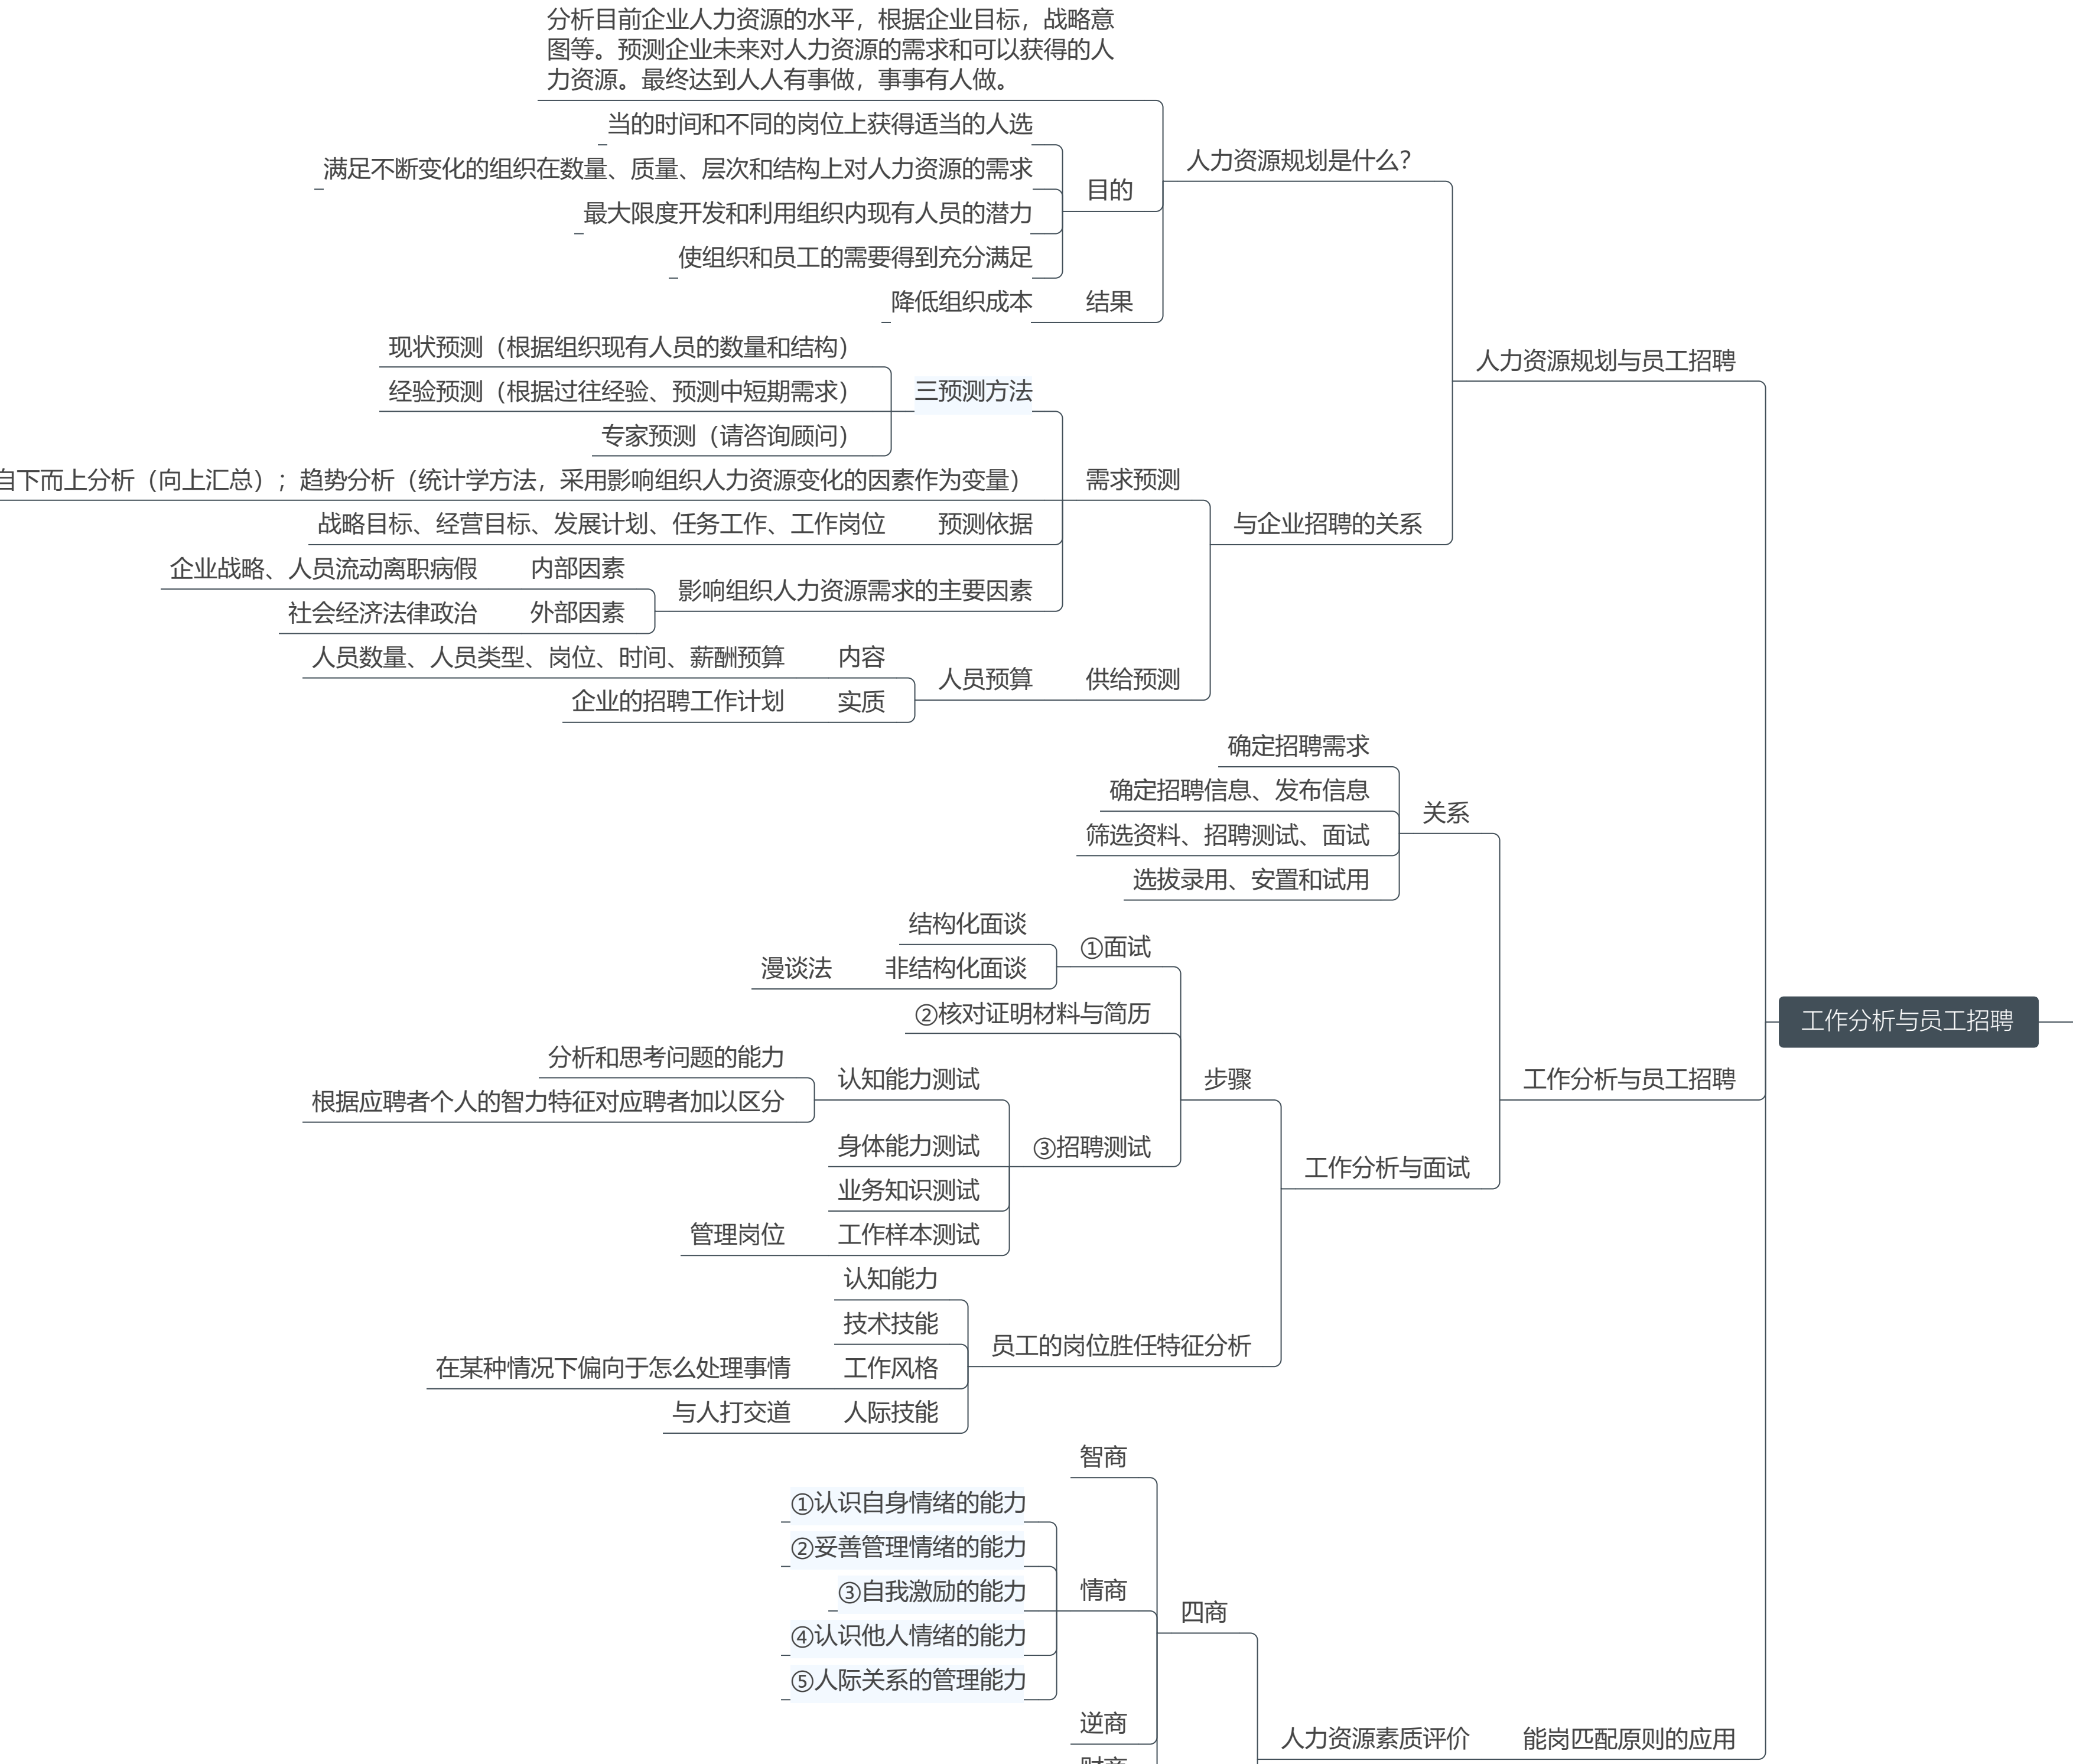 分析目前企业人力资源的水平，根据企业目标，战略意
图等。预测企业未来对人力资源的需求和可以获得的人
力资源。最终达到人人有事做，事事有人做。
当的时间和不同的岗位上获得适当的人选
满足不断变化的组织在数量、质量、层次和结构上对人力资源的需求
最大限度开发和利用组织内现有人员的潜力
使组织和员工的需要得到充分满足
目的
人力资源规划是什么？
降低组织成本
结果
现状预测（根据组织现有人员的数量和结构）
经验预测（根据过往经验、预测中短期需求）
专家预测（请咨询顾问）
三预测方法
人力资源规划与员工招聘
自下而上分析（向上汇总）；趋势分析（统计学方法，采用影响组织人力资源变化的因素作为变量）
需求预测
战略目标、经营目标、发展计划、任务工作、工作岗位
预测依据
与企业招聘的关系
企业战略、人员流动离职病假
内部因素
社会经济法律政治
外部因素
影响组织人力资源需求的主要因素
人员数量、人员类型、岗位、时间、薪酬预算
内容
企业的招聘工作计划
实质
人员预算
供给预测
确定招聘需求
确定招聘信息、发布信息
筛选资料、招聘测试、面试
选拔录用、安置和试用
关系
结构化面谈
漫谈法
非结构化面谈
①面试
②核对证明材料与简历
分析和思考问题的能力
根据应聘者个人的智力特征对应聘者加以区分
认知能力测试
身体能力测试
业务知识测试
管理岗位
工作样本测试
③招聘测试
步骤
工作分析与面试
工作分析与员工招聘
工作分析与员工招聘
认知能力
技术技能
在某种情况下偏向于怎么处理事情
工作风格
与人打交道
人际技能
员工的岗位胜任特征分析
智商
①认识自身情绪的能力
②妥善管理情绪的能力
③自我激励的能力
④认识他人情绪的能力
⑤人际关系的管理能力
情商
四商
逆商
人力资源素质评价
能岗匹配原则的应用